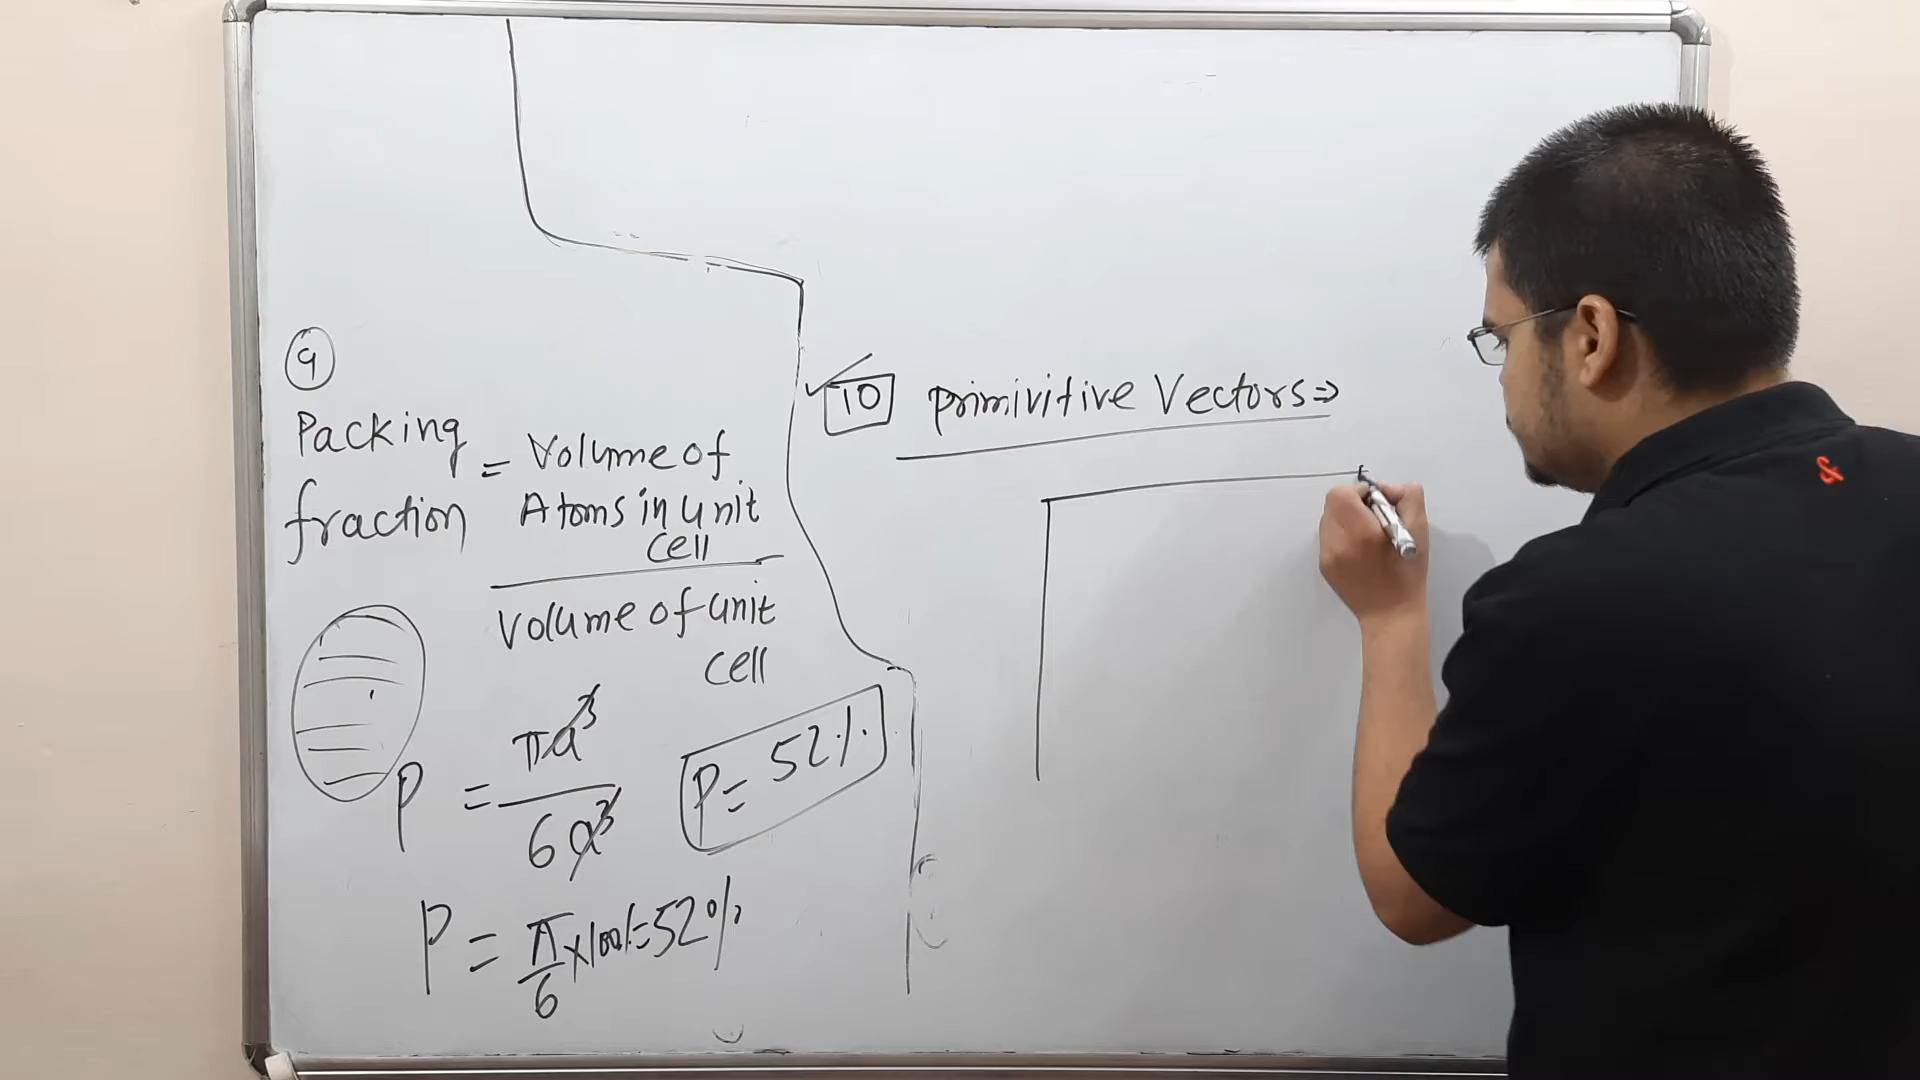 9
Packing = Volume of
fraction Atoms in unit
cell
Volume of unit
cell
P = πa³
6a³
P = 52%
P = π/6 x 100% = 52%
10 primivitive Vectors ⇒
&